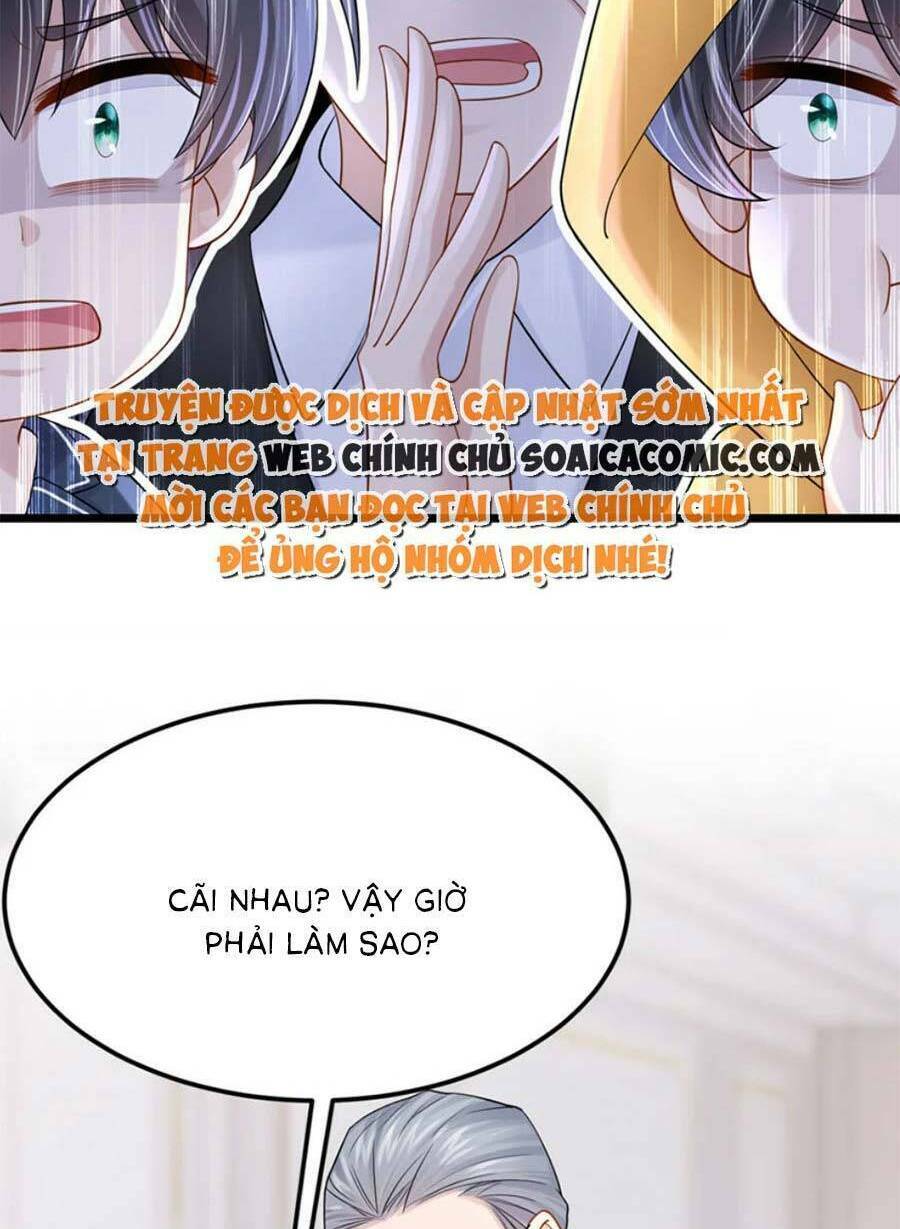 TRUYỆN ĐƯỢC DỊCH VÀ CẬP NHẬT SỚM NHẤT
TẠI TRANG WEB CHÍNH CHỦ SOAICACOMIC.COM
MỜI CÁC BẠN ĐỌC TẠI WEB CHÍNH CHỦ
ĐỂ ỦNG HỘ NHÓM DỊCH NHÉ!
CÃI NHAU? VẬY GIỜ
PHẢI LÀM SAO?